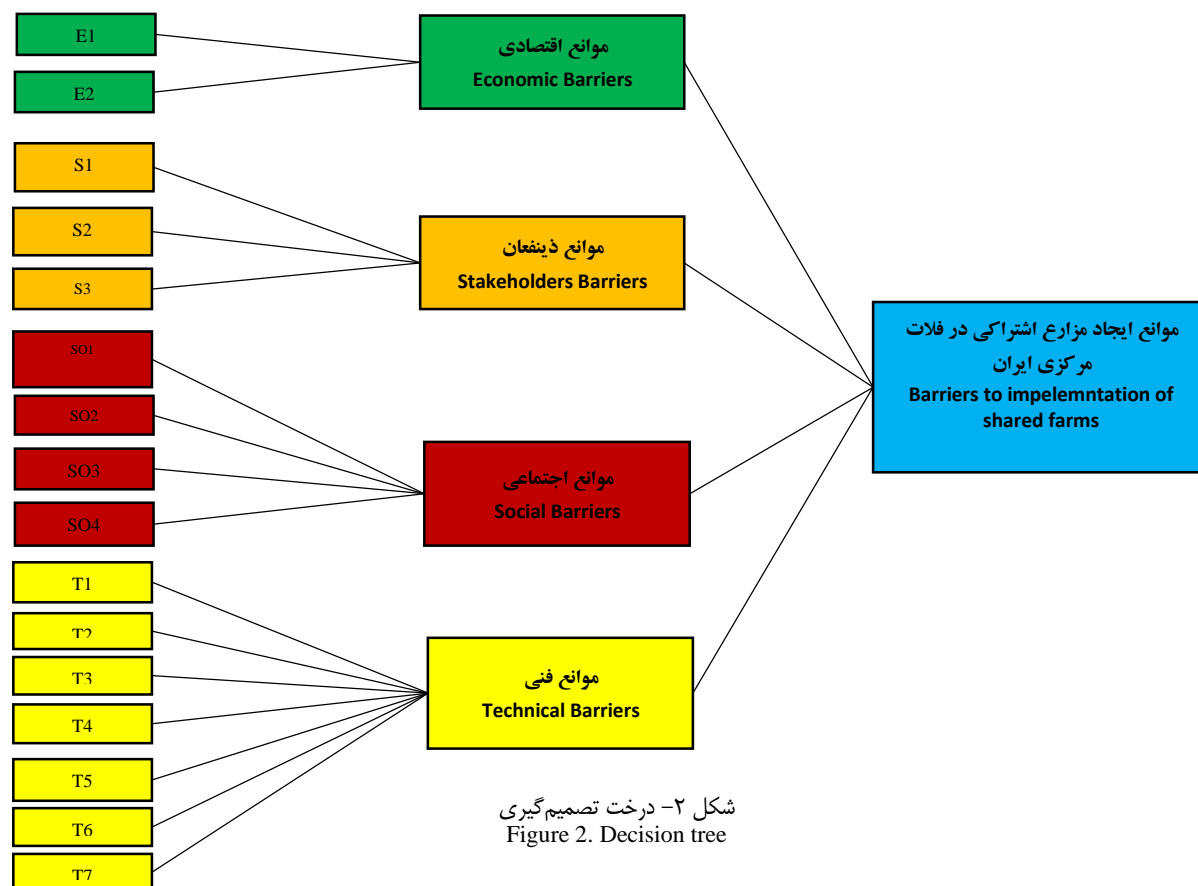 E1
E2
S1
S2
S3
SO1
SO2
SO3
SO4
T1
T2
T3
T4
T5
T6
T7
موانع اقتصادی
Economic Barriers
موانع ذینفعان
Stakeholders Barriers
موانع اجتماعی
Social Barriers
موانع فنی
Technical Barriers
موانع ایجاد مزارع اشتراکی در فلات
مرکزی ایران
Barriers to impelemntation of
shared farms
شکل ۲- درخت تصمیم‌گیری
Figure 2. Decision tree